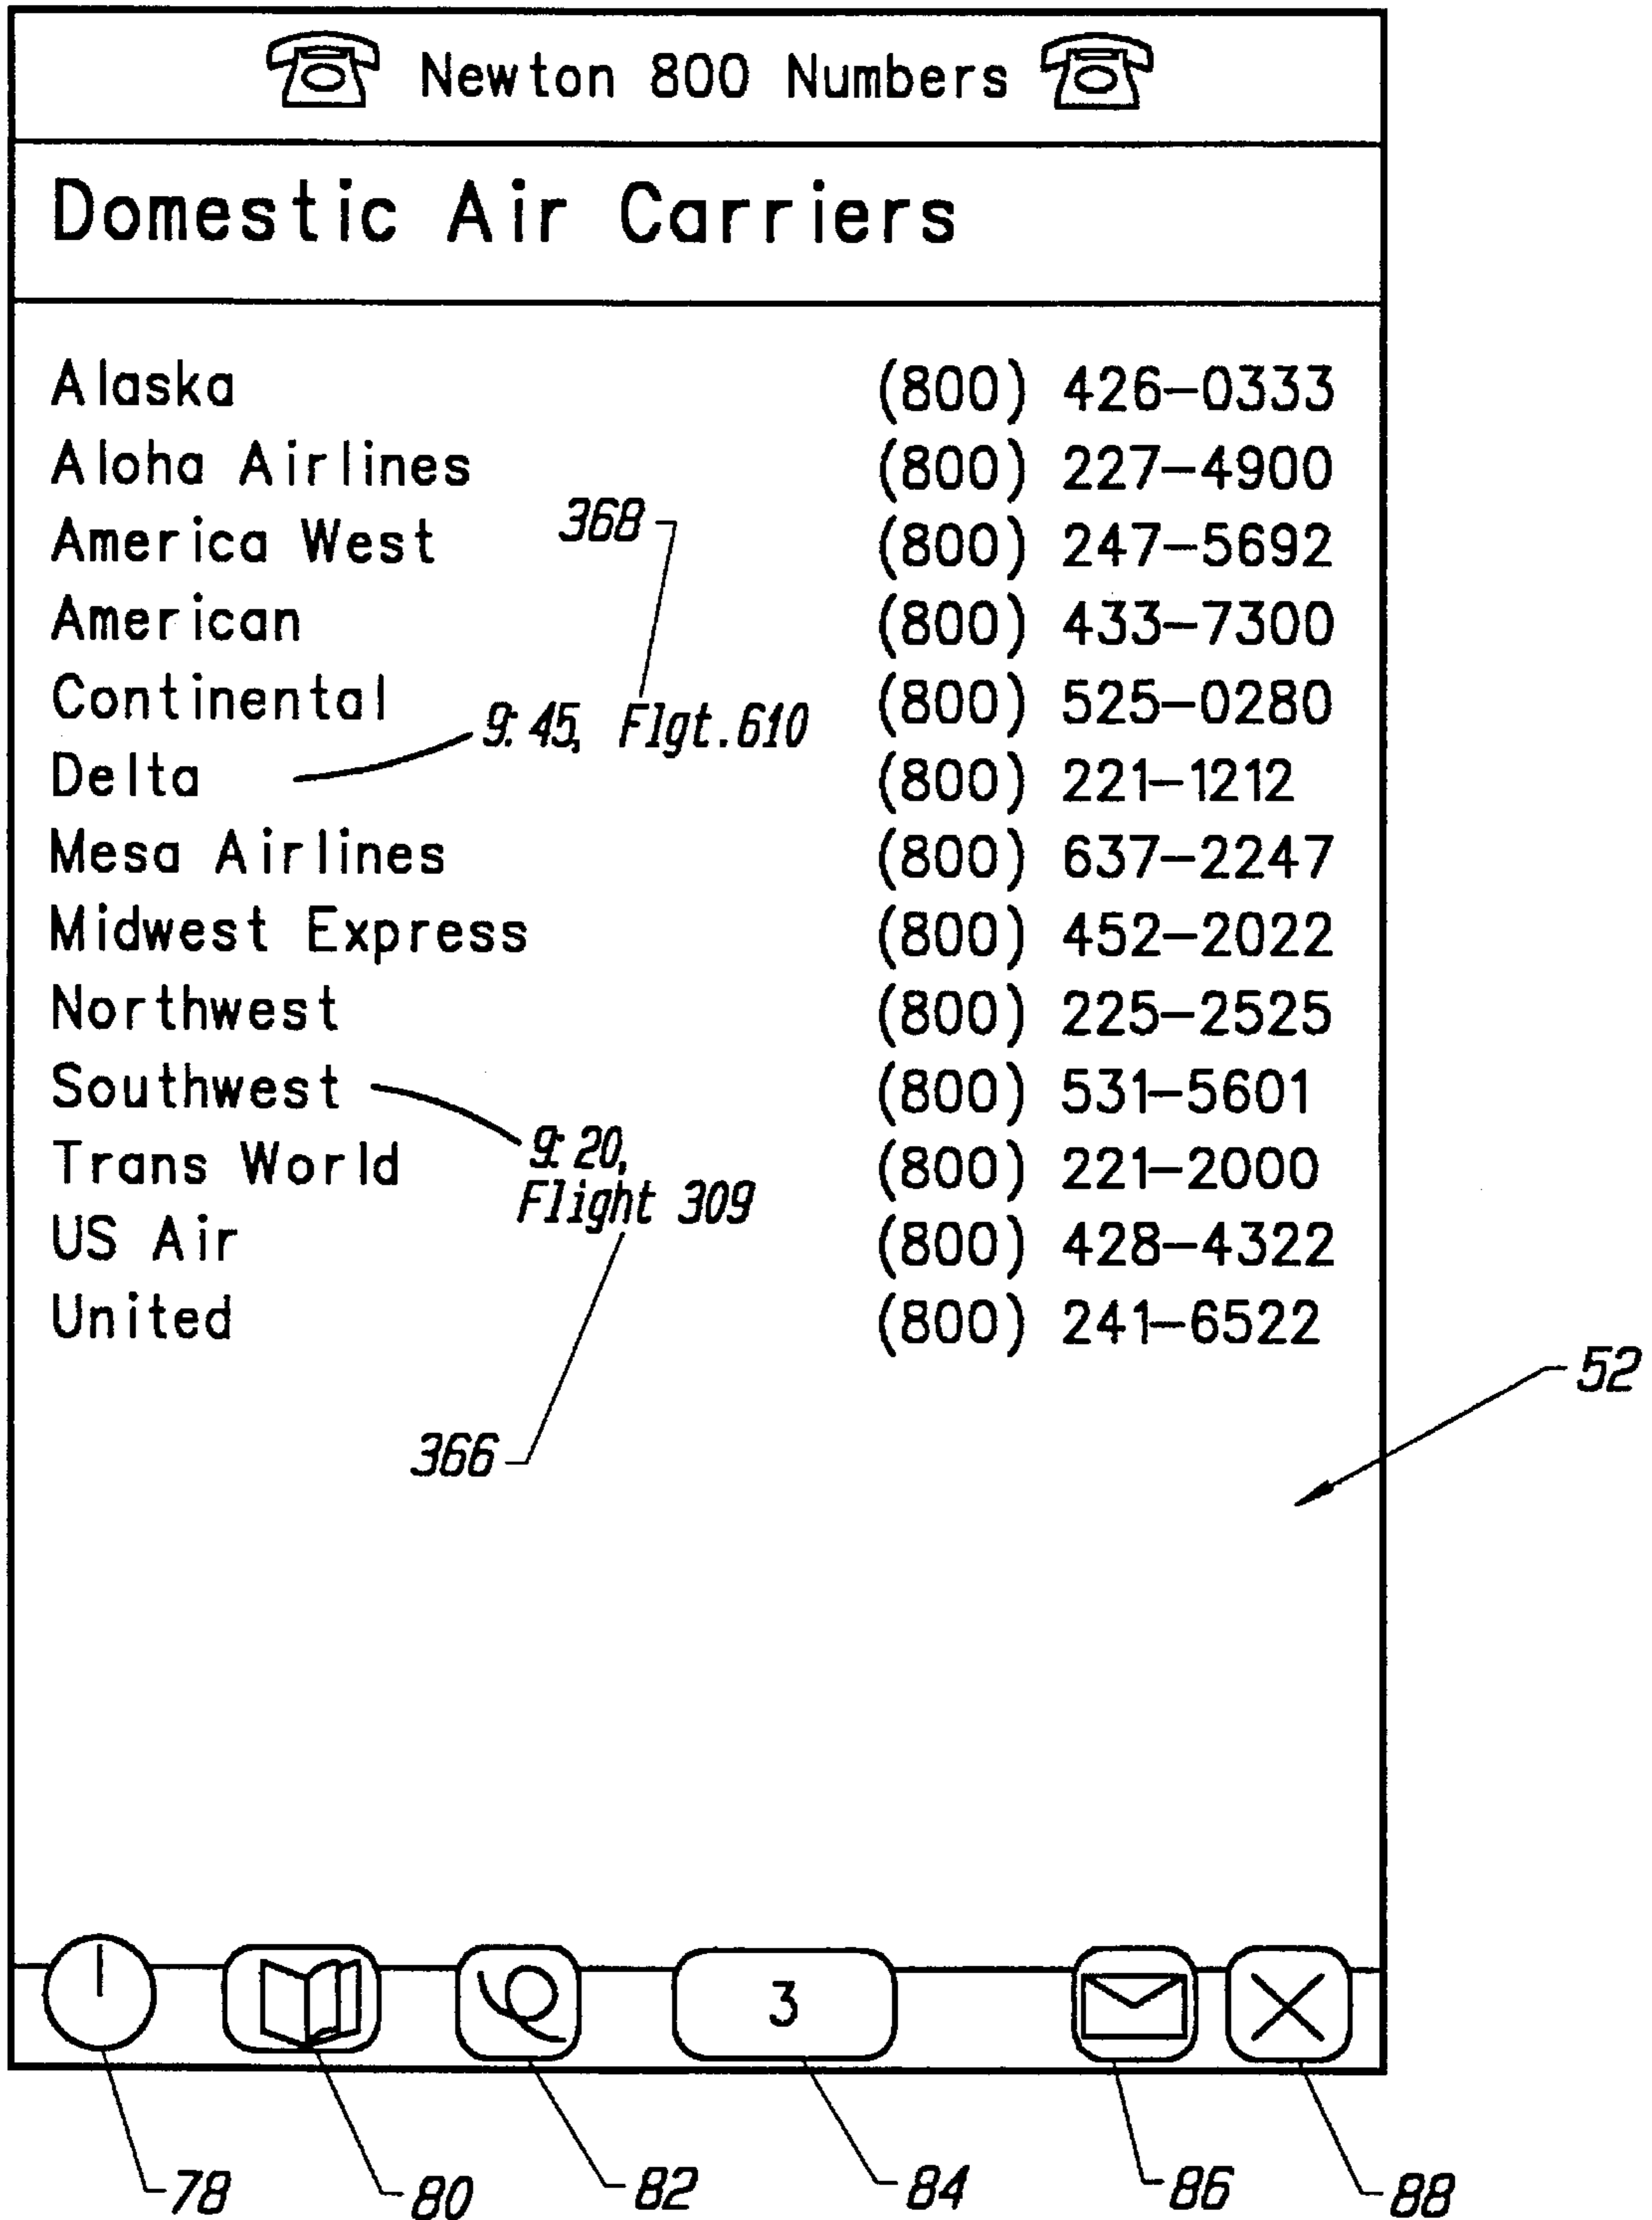 Newton 800 Numbers
Domestic Air Carriers
Alaska (800) 426-0333
Aloha Airlines (800) 227-4900
368
America West (800) 247-5692
American (800) 433-7300
Continental (800) 525-0280
9:45, Flgt.610
Delta (800) 221-1212
Mesa Airlines (800) 637-2247
Midwest Express (800) 452-2022
Northwest (800) 225-2525
Southwest (800) 531-5601
9:20,
Trans World (800) 221-2000
Flight 309
US Air (800) 428-4322
United (800) 241-6522
52
366
3
78 80 82 84 86 88